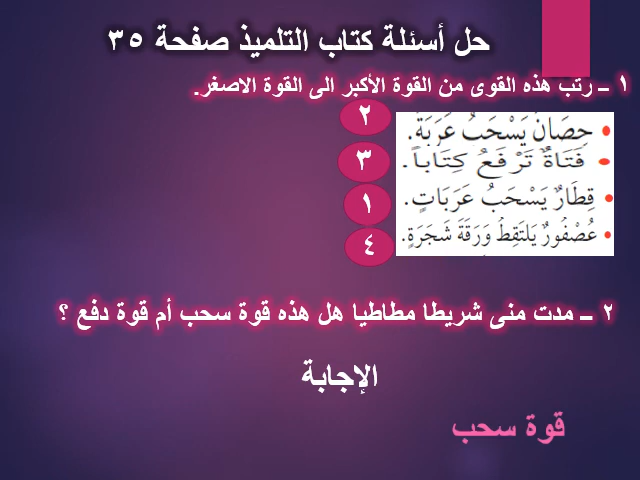 حل أسئلة كتاب التلميذ صفحة ٣٥
١ – رتب هذه القوى من القوة الأكبر الى القوة الاصغر.
• حِصَانٌ يَسْحَبُ عَرَبَةً. ٢
• فَتَاةٌ تَرْفَعُ كِتَاباً. ٣
• قِطَارٌ يَسْحَبُ عَرَبَاتٍ. ١
• عُصْفُورٌ يَلتَقِطُ وَرَقَةَ شَجَرَةٍ. ٤
٢ – مدت منى شريطا مطاطيا هل هذه قوة سحب أم قوة دفع ؟
الإجابة
قوة سحب